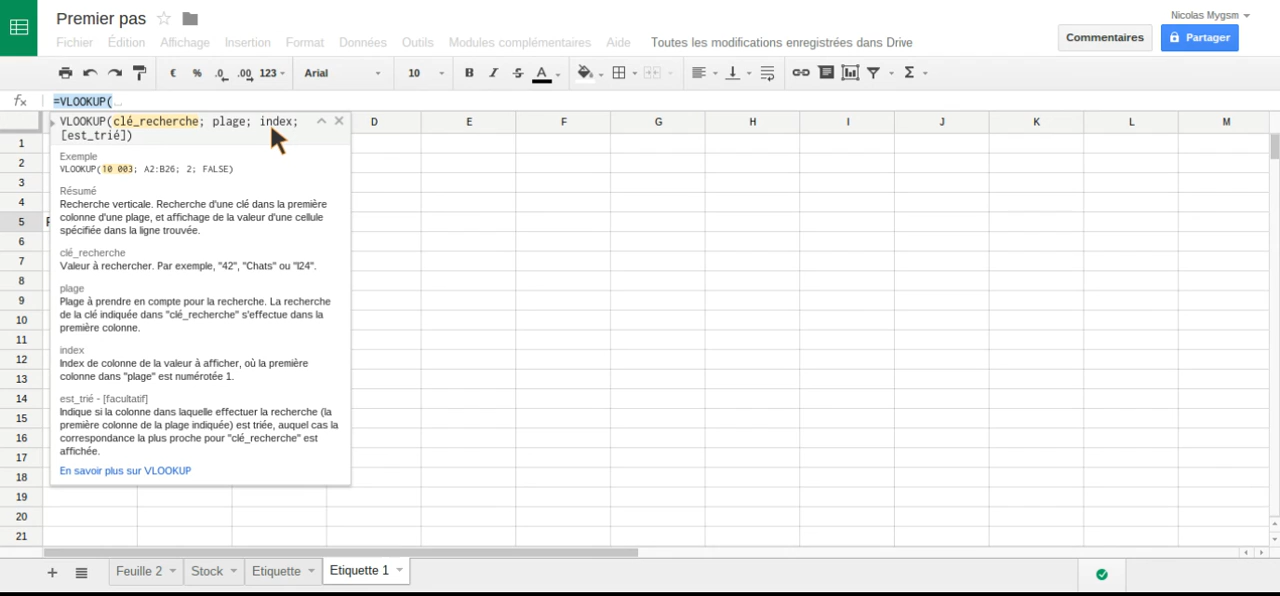 Premier pas
Nicolas Mygsm
Fichier Édition Affichage Insertion Format Données Outils Modules complémentaires Aide Toutes les modifications enregistrées dans Drive
Commentaires
Partager
€ % .0 .00 123 Arial 10 B I S A Σ
fx =VLOOKUP(
VLOOKUP(clé_recherche; plage; index;
[est_trié])
Exemple
VLOOKUP(10 003; A2:B26; 2; FALSE)
Résumé
Recherche verticale. Recherche d'une clé dans la première
colonne d'une plage, et affichage de la valeur d'une cellule
spécifiée dans la ligne trouvée.
clé_recherche
Valeur à rechercher. Par exemple, "42", "Chats" ou "I24".
plage
Plage à prendre en compte pour la recherche. La recherche
de la clé indiquée dans "clé_recherche" s'effectue dans la
première colonne.
index
Index de colonne de la valeur à afficher, où la première
colonne dans "plage" est numérotée 1.
est_trié - [facultatif]
Indique si la colonne dans laquelle effectuer la recherche (la
première colonne de la plage indiquée) est triée, auquel cas la
correspondance la plus proche pour "clé_recherche" est
affichée.
En savoir plus sur VLOOKUP
D E F G H I J K L M
1
2
3
4
5
6
7
8
9
10
11
12
13
14
15
16
17
18
19
20
21
Feuille 2 Stock Etiquette Etiquette 1